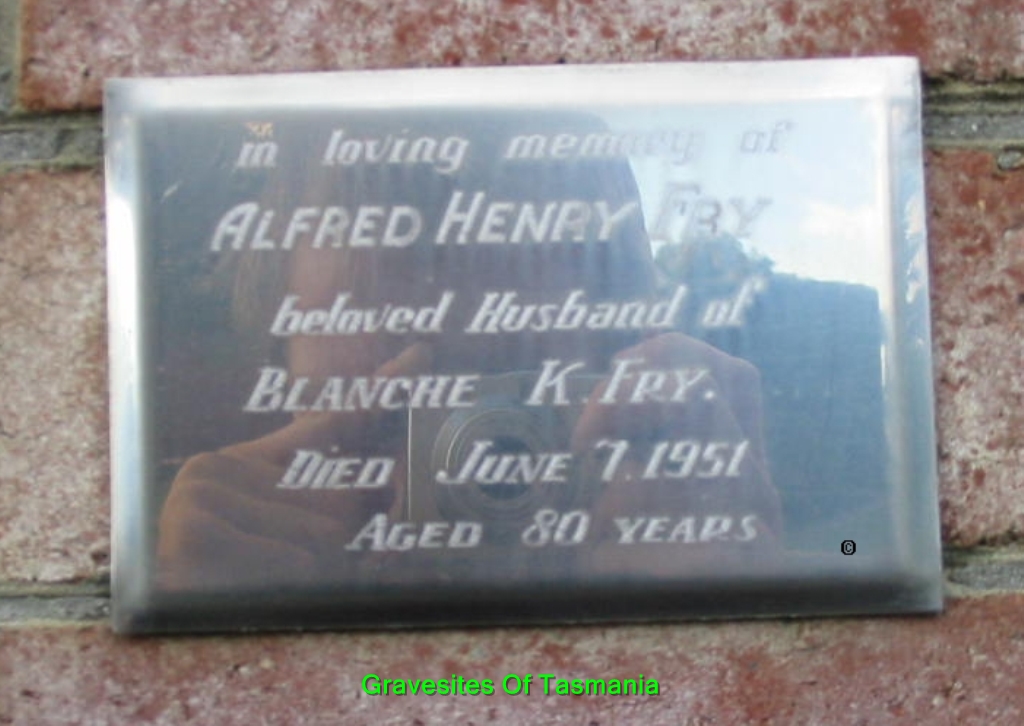 in loving memory of
ALFRED HENRY FRY
beloved Husband of
BLANCHE K. FRY.
DIED JUNE 7. 1951
AGED 80 YEARS
©
Gravesites Of Tasmania